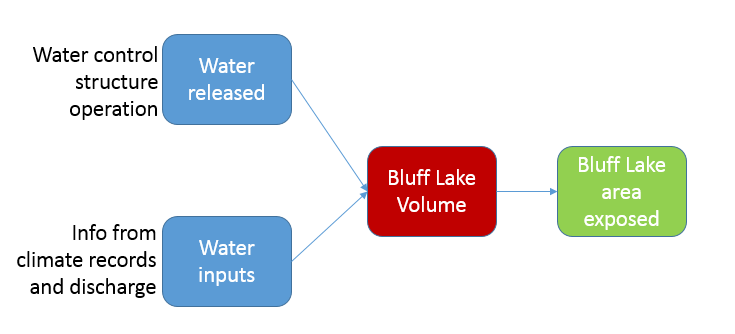 Water control
structure
operation
Water
released
Info from
climate records
and discharge
Water
inputs
Bluff Lake
Volume
Bluff Lake
area
exposed